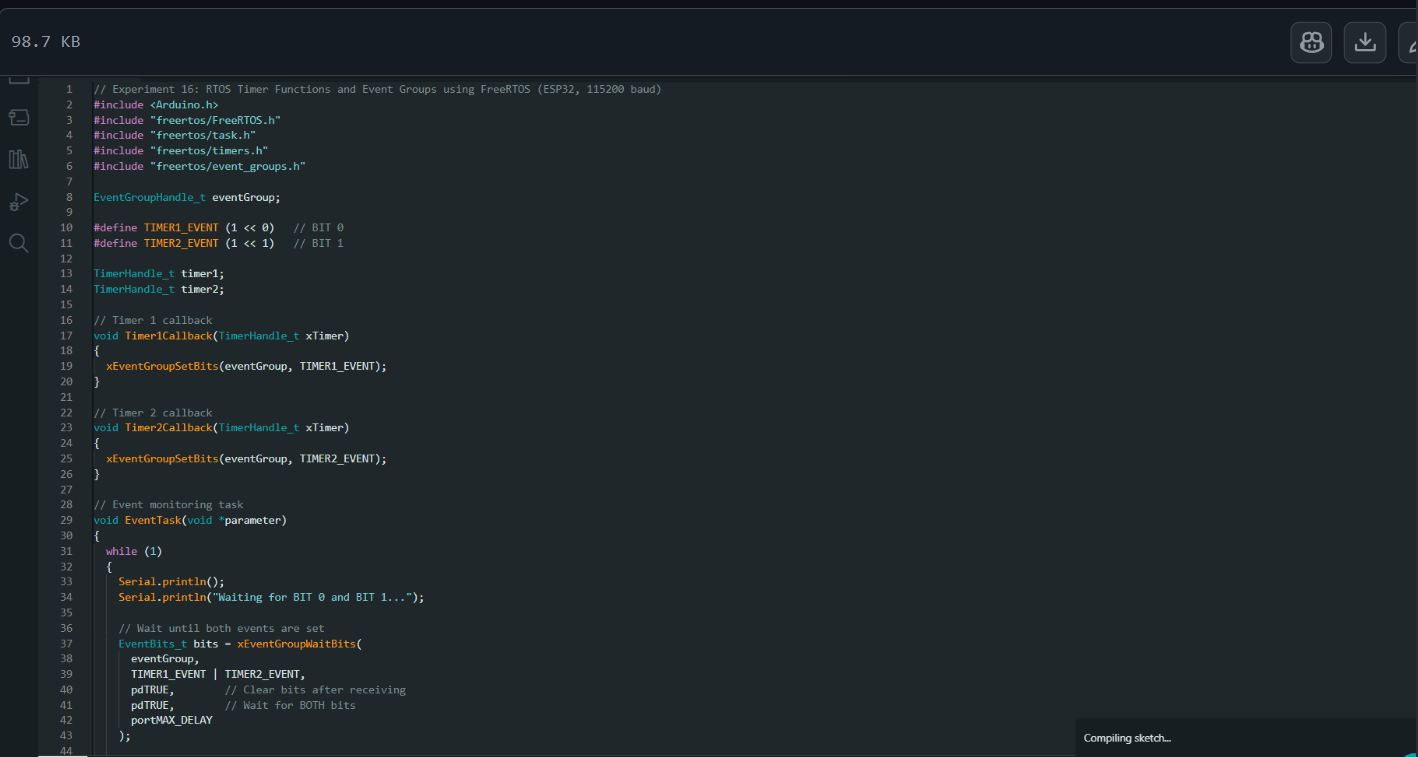 98.7 KB
1 // Experiment 16: RTOS Timer Functions and Event Groups using FreeRTOS (ESP32, 115200 baud)
2 #include <Arduino.h>
3 #include "freertos/FreeRTOS.h"
4 #include "freertos/task.h"
5 #include "freertos/timers.h"
6 #include "freertos/event_groups.h"
7
8 EventGroupHandle_t eventGroup;
9
10 #define TIMER1_EVENT (1 << 0)   // BIT 0
11 #define TIMER2_EVENT (1 << 1)   // BIT 1
12
13 TimerHandle_t timer1;
14 TimerHandle_t timer2;
15
16 // Timer 1 callback
17 void Timer1Callback(TimerHandle_t xTimer)
18 {
19   xEventGroupSetBits(eventGroup, TIMER1_EVENT);
20 }
21
22 // Timer 2 callback
23 void Timer2Callback(TimerHandle_t xTimer)
24 {
25   xEventGroupSetBits(eventGroup, TIMER2_EVENT);
26 }
27
28 // Event monitoring task
29 void EventTask(void *parameter)
30 {
31   while (1)
32   {
33     Serial.println();
34     Serial.println("Waiting for BIT 0 and BIT 1...");
35
36     // Wait until both events are set
37     EventBits_t bits = xEventGroupWaitBits(
38       eventGroup,
39       TIMER1_EVENT | TIMER2_EVENT,
40       pdTRUE,        // Clear bits after receiving
41       pdTRUE,        // Wait for BOTH bits
42       portMAX_DELAY
43     );
44
Compiling sketch...